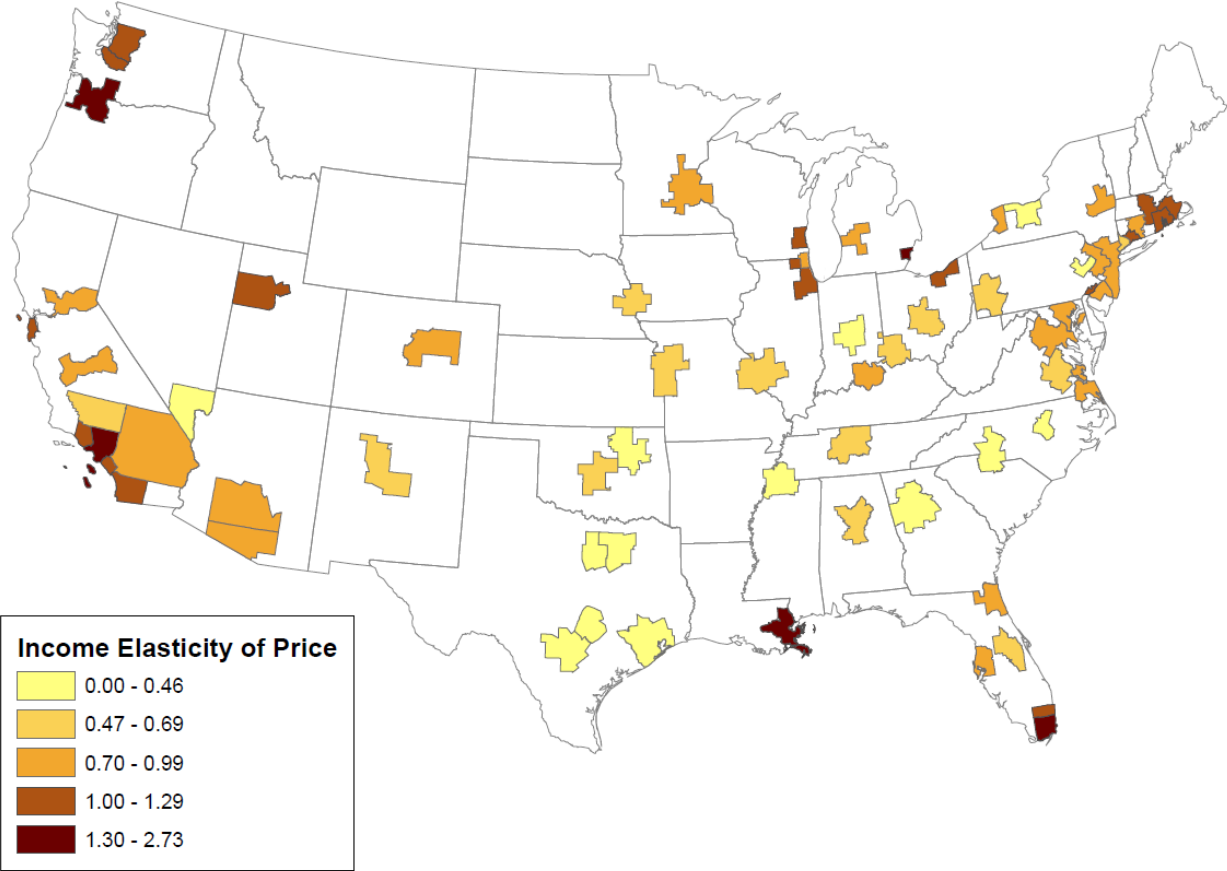 Income Elasticity of Price
0.00 - 0.46
0.47 - 0.69
0.70 - 0.99
1.00 - 1.29
1.30 - 2.73